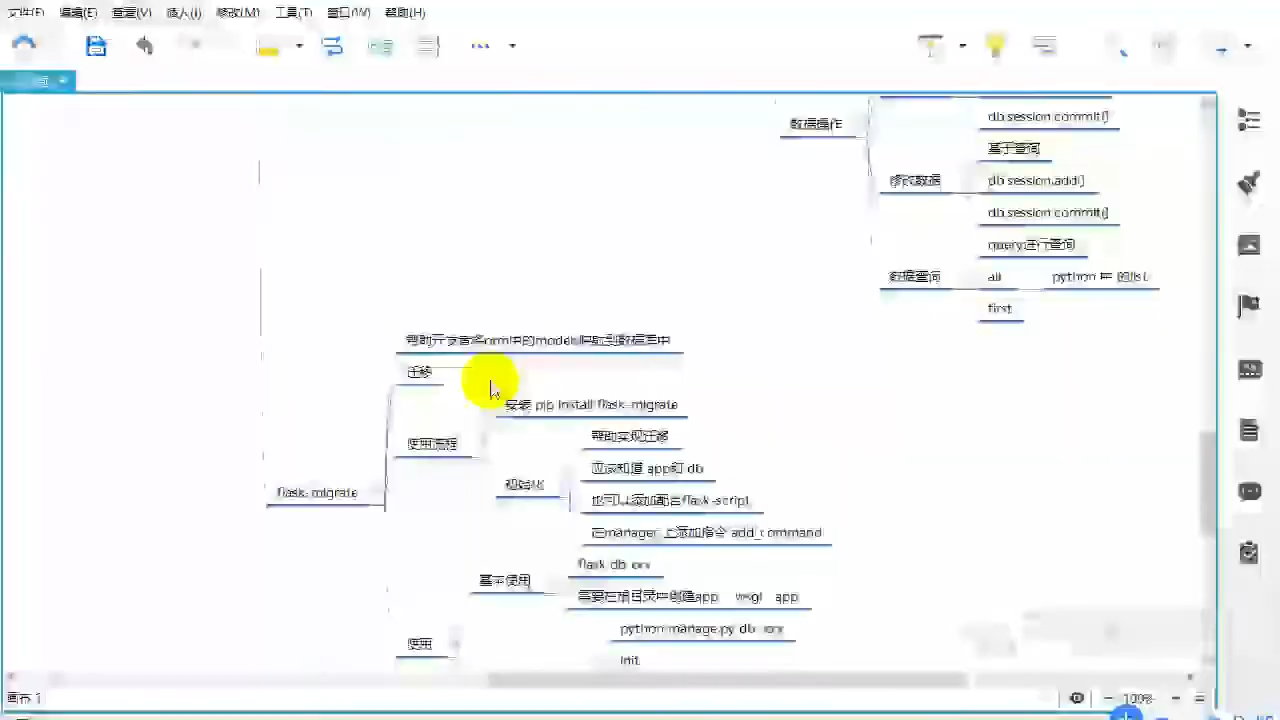 文件(F) 编辑(E) 查看(V) 插入(I) 修改(M) 工具(T) 窗口(W) 帮助(H)
数据操作
db.session.commit()
基于查询
修改数据
db.session.add()
db.session.commit()
query进行查询
数据查询
all
python 中 的list
first
帮助开发者将orm中的models映射到数据库中
迁移
安装 pip install flask-migrate
使用流程
帮助实现迁移
应该知道 app和 db
初始化
flask-migrate
也可以添加配合flask-script
在manager 上添加指令 add_command
flask db xxx
基本使用
需要在根目录中创建app wsgi app
python manage.py db xxx
使用
init
画布 1
100%